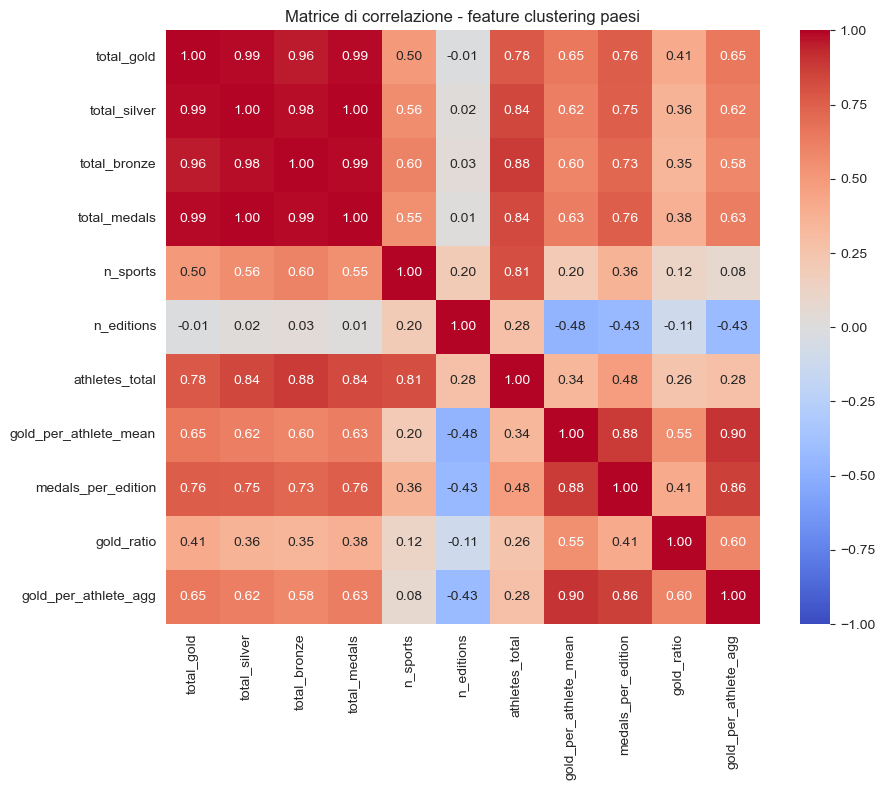 Matrice di correlazione - feature clustering paesi
total_gold 1.00 0.99 0.96 0.99 0.50 -0.01 0.78 0.65 0.76 0.41 0.65
total_silver 0.99 1.00 0.98 1.00 0.56 0.02 0.84 0.62 0.75 0.36 0.62
total_bronze 0.96 0.98 1.00 0.99 0.60 0.03 0.88 0.60 0.73 0.35 0.58
total_medals 0.99 1.00 0.99 1.00 0.55 0.01 0.84 0.63 0.76 0.38 0.63
n_sports 0.50 0.56 0.60 0.55 1.00 0.20 0.81 0.20 0.36 0.12 0.08
n_editions -0.01 0.02 0.03 0.01 0.20 1.00 0.28 -0.48 -0.43 -0.11 -0.43
athletes_total 0.78 0.84 0.88 0.84 0.81 0.28 1.00 0.34 0.48 0.26 0.28
gold_per_athlete_mean 0.65 0.62 0.60 0.63 0.20 -0.48 0.34 1.00 0.88 0.55 0.90
medals_per_edition 0.76 0.75 0.73 0.76 0.36 -0.43 0.48 0.88 1.00 0.41 0.86
gold_ratio 0.41 0.36 0.35 0.38 0.12 -0.11 0.26 0.55 0.41 1.00 0.60
gold_per_athlete_agg 0.65 0.62 0.58 0.63 0.08 -0.43 0.28 0.90 0.86 0.60 1.00
total_gold
total_silver
total_bronze
total_medals
n_sports
n_editions
athletes_total
gold_per_athlete_mean
medals_per_edition
gold_ratio
gold_per_athlete_agg
1.00
0.75
0.50
0.25
0.00
−0.25
−0.50
−0.75
−1.00